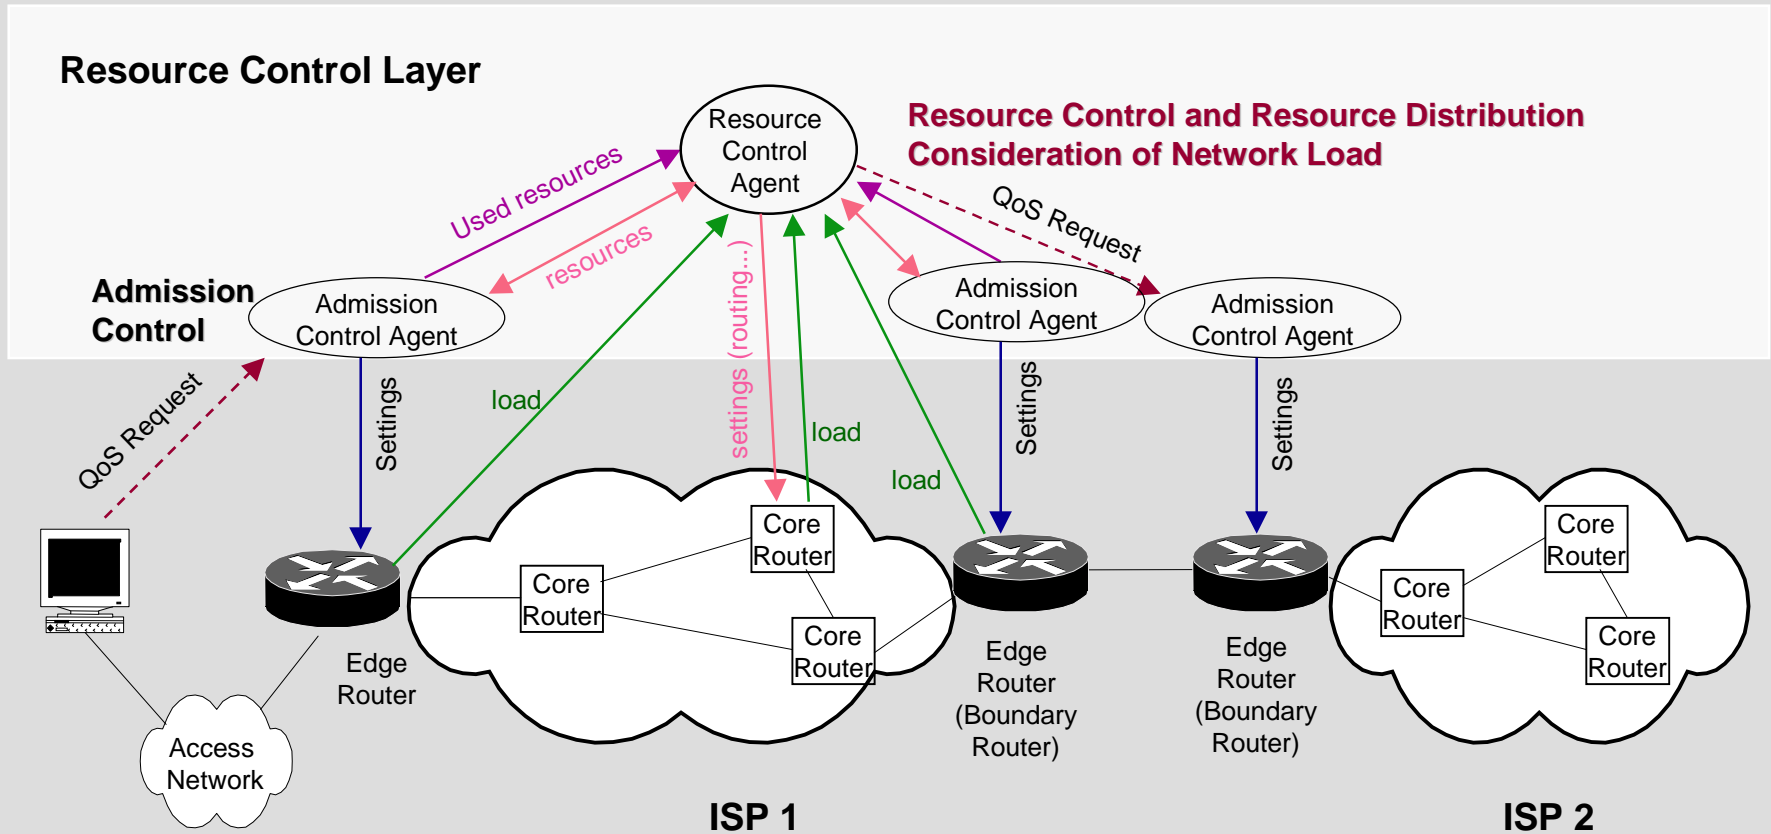 Resource Control Layer
Resource
Control
Agent
Resource Control and Resource Distribution
Consideration of Network Load
Used resources
resources
QoS Request
Admission
Control
Admission
Control Agent
Admission
Control Agent
Admission
Control Agent
QoS Request
Settings
load
settings (routing...)
load
load
Settings
Settings
Core
Router
Core
Router
Core
Router
Core
Router
Core
Router
Core
Router
Edge
Router
Edge
Router
(Boundary
Router)
Edge
Router
(Boundary
Router)
Access
Network
ISP 1
ISP 2